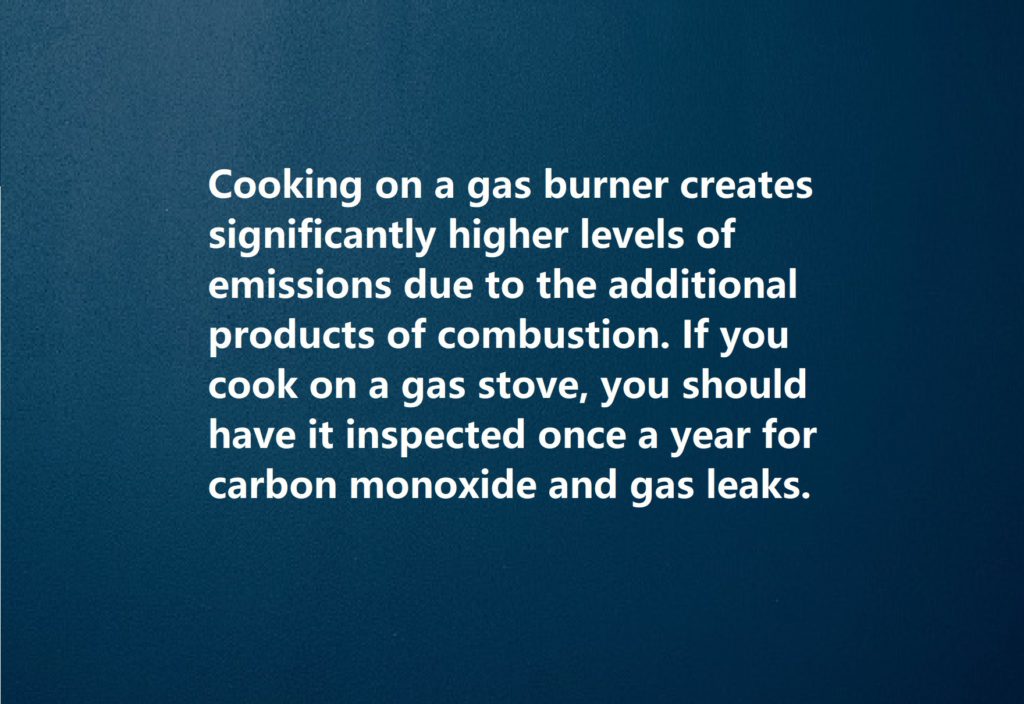 Cooking on a gas burner creates
significantly higher levels of
emissions due to the additional
products of combustion. If you
cook on a gas stove, you should
have it inspected once a year for
carbon monoxide and gas leaks.